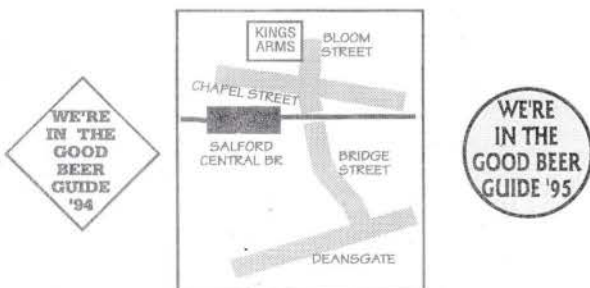 WE'RE
IN THE
GOOD
BEER
GUIDE
'94
KINGS
ARMS
BLOOM
STREET
CHAPEL STREET
SALFORD
CENTRAL BR
BRIDGE
STREET
DEANSGATE
WE'RE
IN THE
GOOD BEER
GUIDE '95